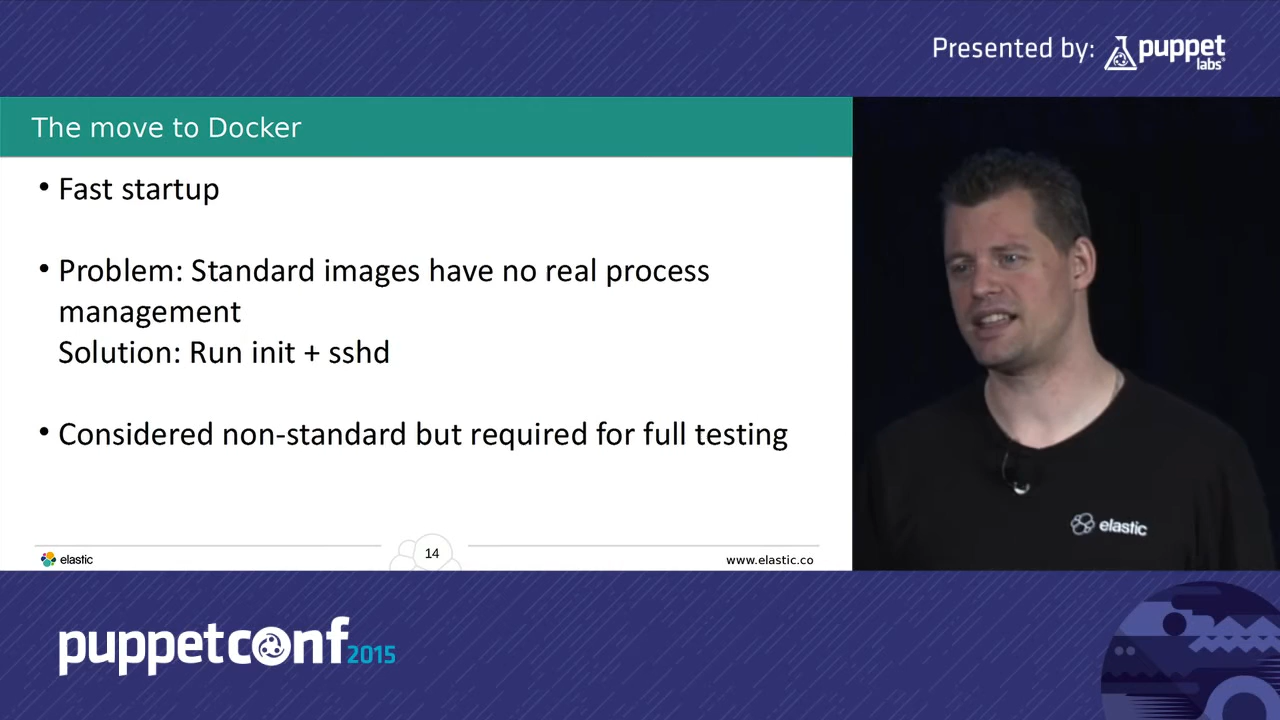 Presented by: puppet labs
The move to Docker
• Fast startup
• Problem: Standard images have no real process
management
Solution: Run init + sshd
• Considered non-standard but required for full testing
elastic
elastic
14
www.elastic.co
puppetconf 2015